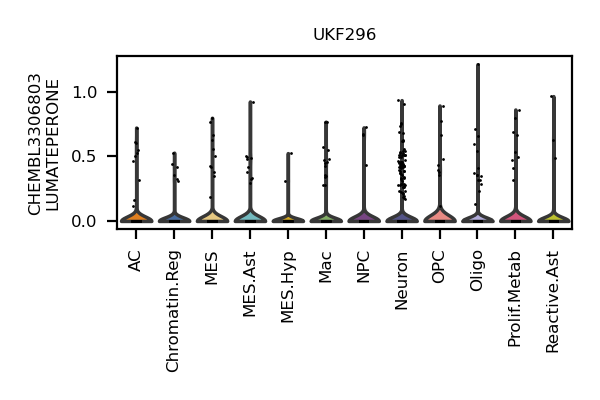 UKF296
CHEMBL3306803
LUMATEPERONE
1.0
0.5
0.0
AC
Chromatin.Reg
MES
MES.Ast
MES.Hyp
Mac
NPC
Neuron
OPC
Oligo
Prolif.Metab
Reactive.Ast